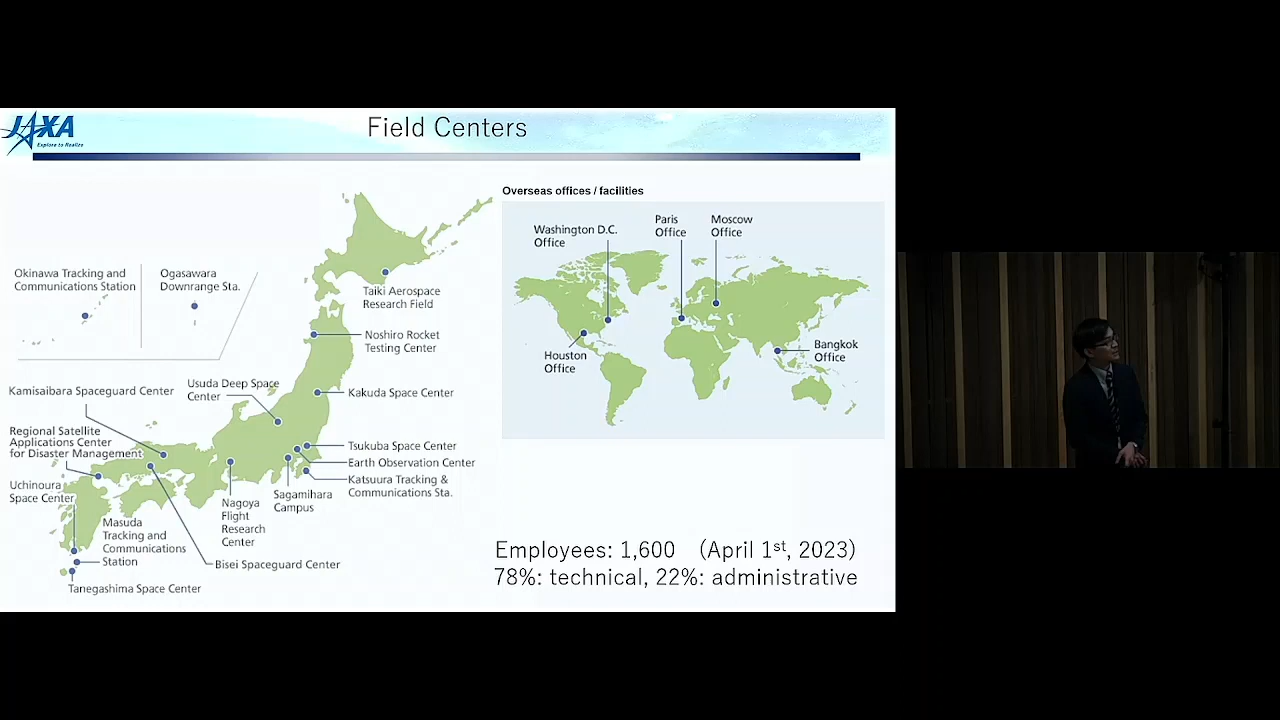 JAXA
Explore to Realize
Field Centers
Okinawa Tracking and
Communications Station
Ogasawara
Downrange Sta.
Taiki Aerospace
Research Field
Noshiro Rocket
Testing Center
Kamisaibara Spaceguard Center
Usuda Deep Space
Center
Kakuda Space Center
Regional Satellite
Applications Center
for Disaster Management
Tsukuba Space Center
Earth Observation Center
Katsuura Tracking &
Communications Sta.
Uchinoura
Space Center
Sagamihara
Campus
Nagoya
Flight
Research
Center
Masuda
Tracking and
Communications
Station
Bisei Spaceguard Center
Tanegashima Space Center
Overseas offices / facilities
Washington D.C.
Office
Paris
Office
Moscow
Office
Houston
Office
Bangkok
Office
Employees: 1,600 (April 1st, 2023)
78%: technical, 22%: administrative